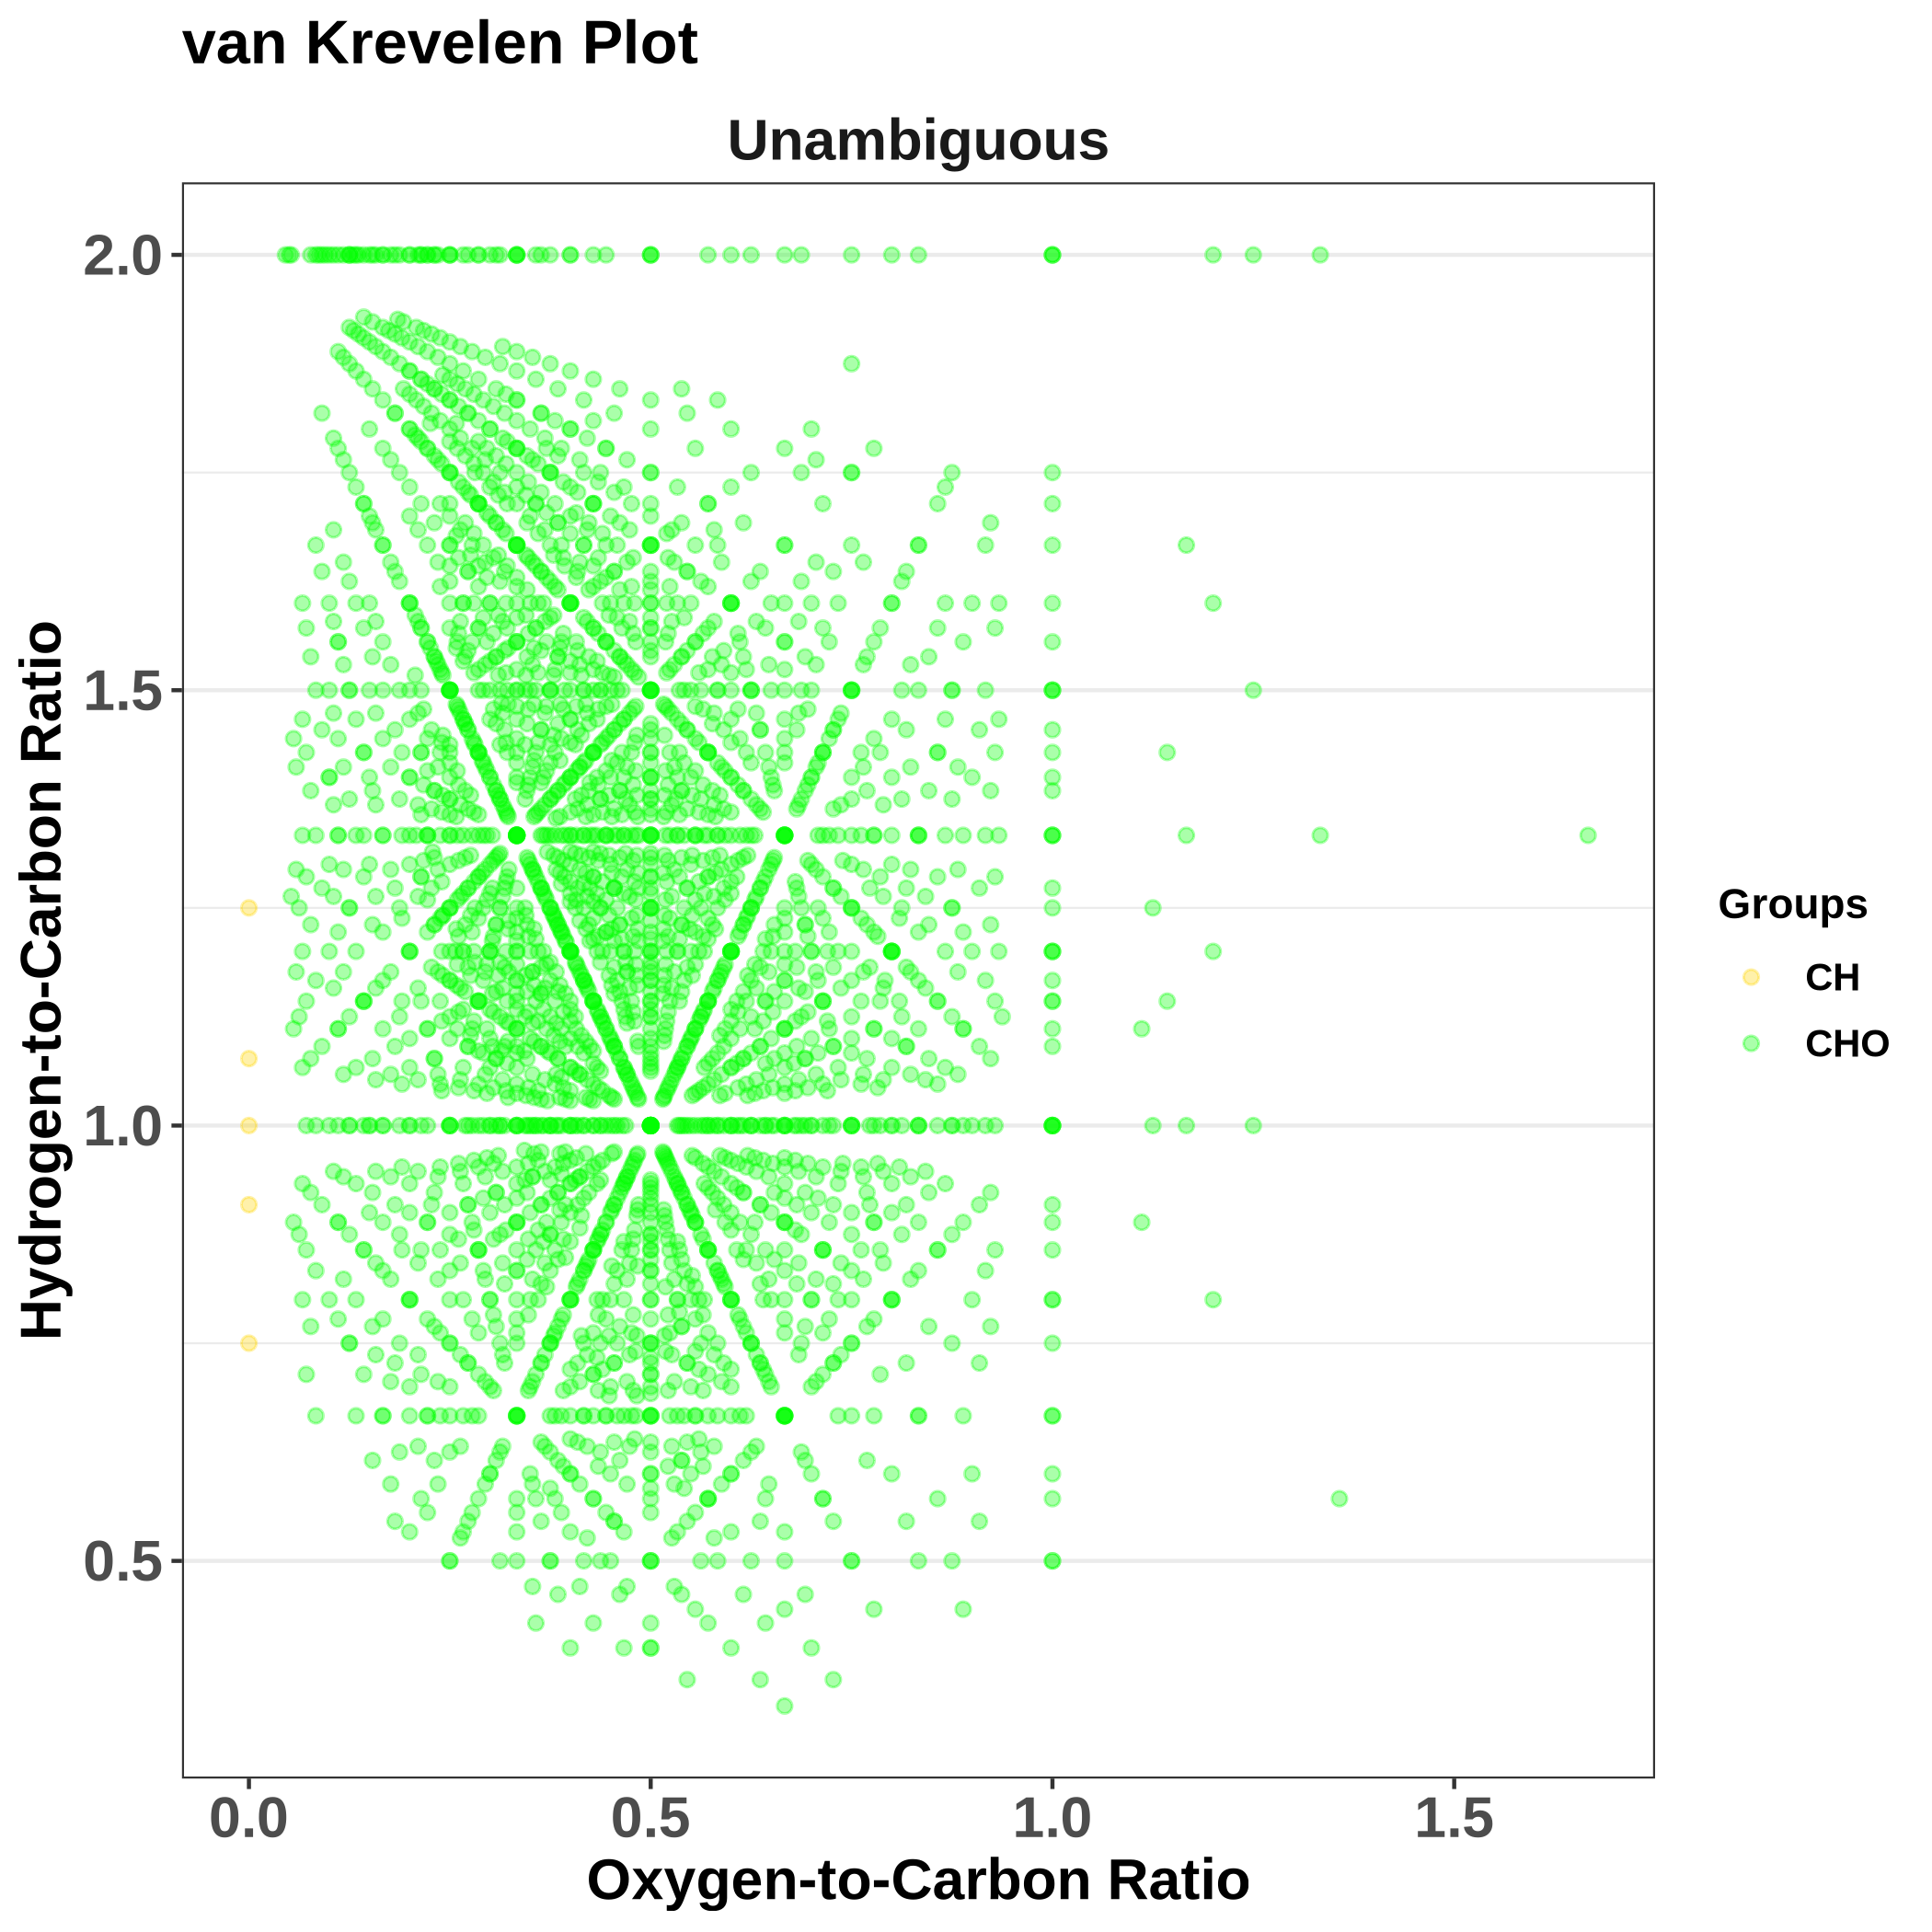 van Krevelen Plot
Unambiguous
Hydrogen-to-Carbon Ratio
2.0
1.5
1.0
0.5
0.0 0.5 1.0 1.5
Oxygen-to-Carbon Ratio
Groups
CH
CHO